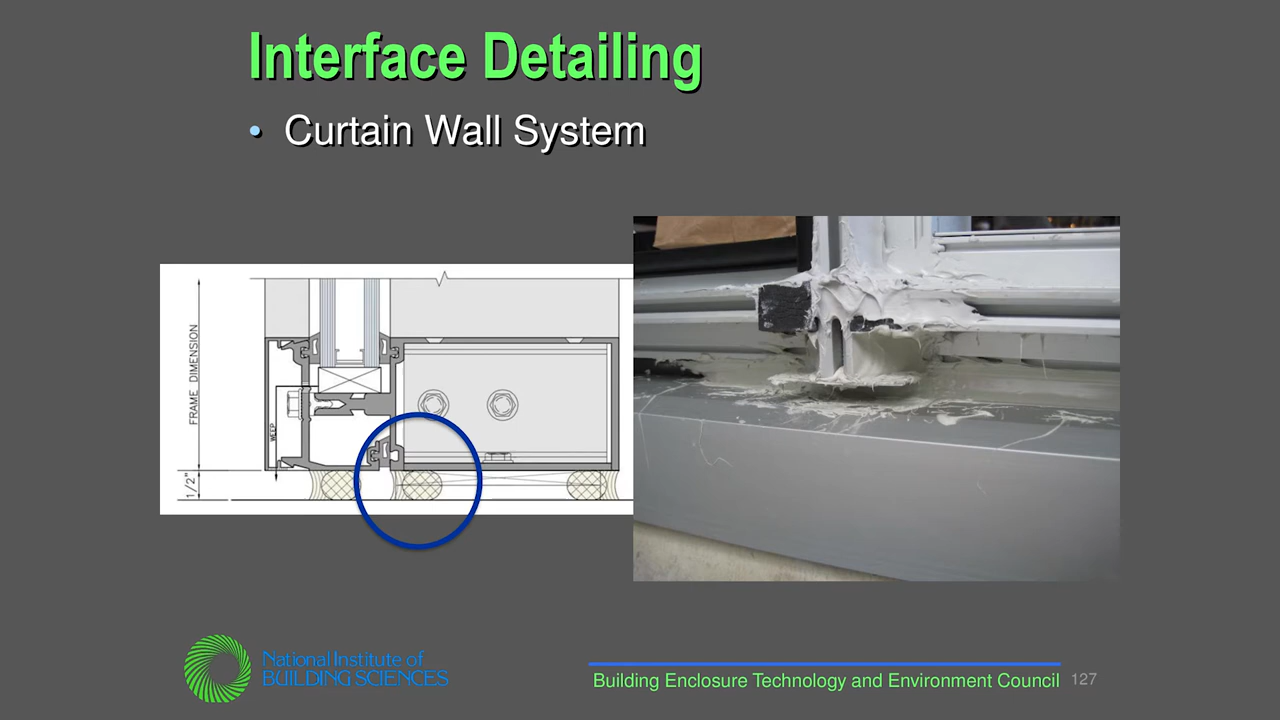 Interface Detailing
• Curtain Wall System
FRAME DIMENSION
WEEP
1/2"
National Institute of
BUILDING SCIENCES
Building Enclosure Technology and Environment Council
127